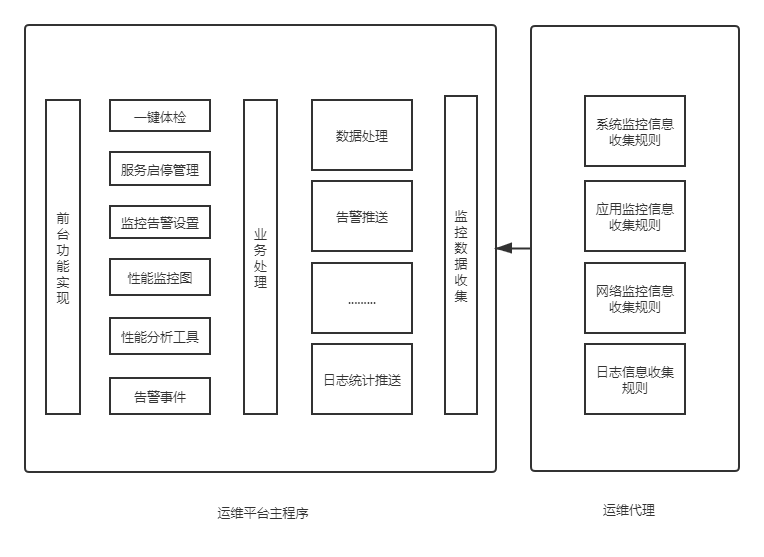 前
台
功
能
实
现
一键体检
服务启停管理
监控告警设置
性能监控图
性能分析工具
告警事件
业
务
处
理
数据处理
告警推送
.........
日志统计推送
监
控
数
据
收
集
系统监控信息
收集规则
应用监控信息
收集规则
网络监控信息
收集规则
日志信息收集
规则
运维平台主程序
运维代理